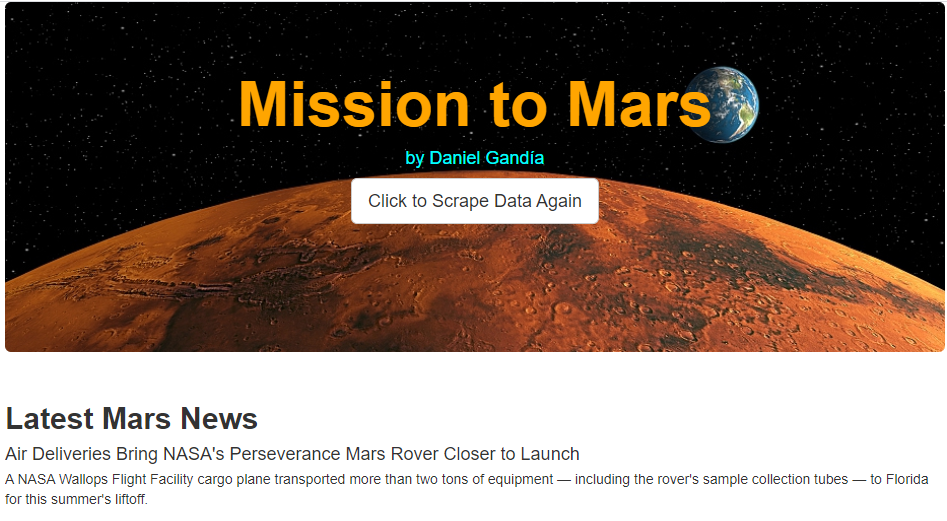 Mission to Mars
by Daniel Gandía
Click to Scrape Data Again
Latest Mars News
Air Deliveries Bring NASA's Perseverance Mars Rover Closer to Launch
A NASA Wallops Flight Facility cargo plane transported more than two tons of equipment — including the rover's sample collection tubes — to Florida
for this summer's liftoff.